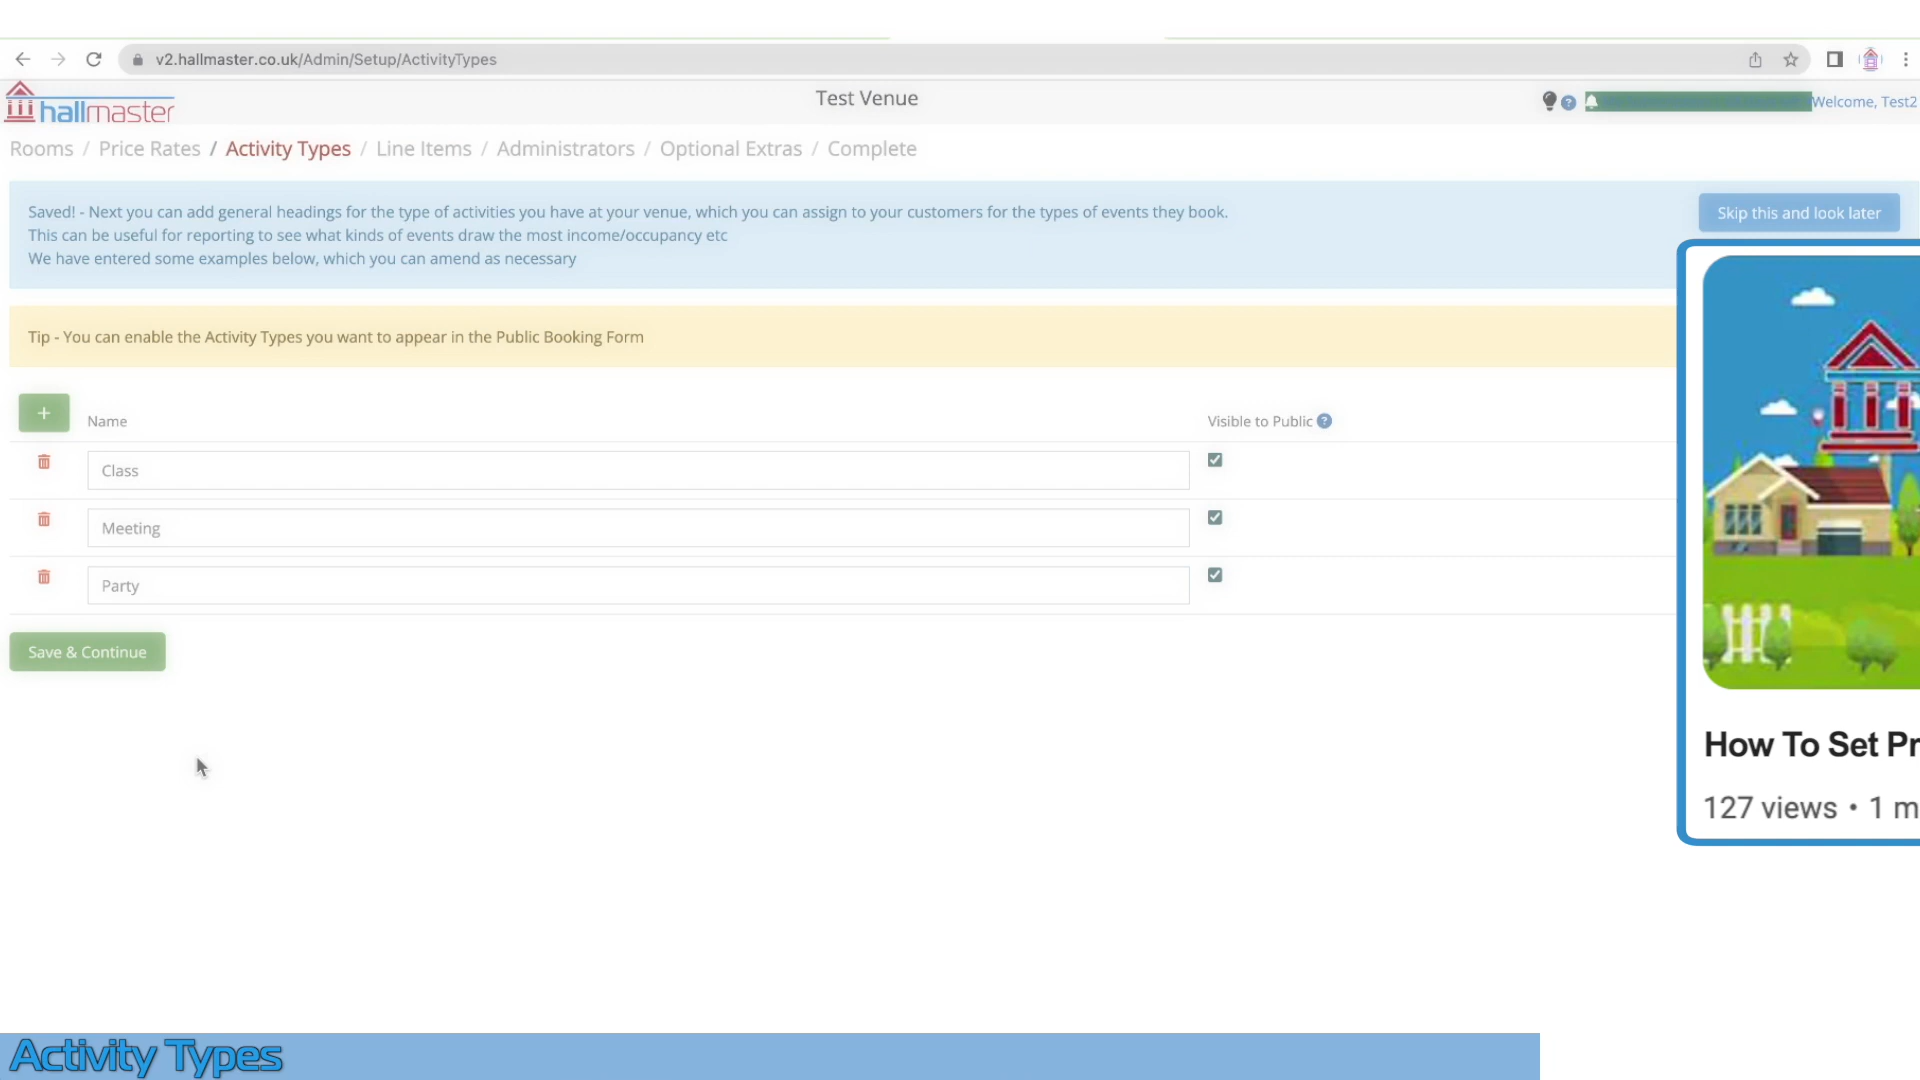 v2.hallmaster.co.uk/Admin/Setup/ActivityTypes
hallmaster
Test Venue
Welcome, Test2
Rooms / Price Rates / Activity Types / Line Items / Administrators / Optional Extras / Complete
Saved! - Next you can add general headings for the type of activities you have at your venue, which you can assign to your customers for the types of events they book.
This can be useful for reporting to see what kinds of events draw the most income/occupancy etc
We have entered some examples below, which you can amend as necessary
Skip this and look later
Tip - You can enable the Activity Types you want to appear in the Public Booking Form
+
Name
Visible to Public ?
Class
Meeting
Party
Save & Continue
How To Set Pr
127 views • 1 m
Activity Types